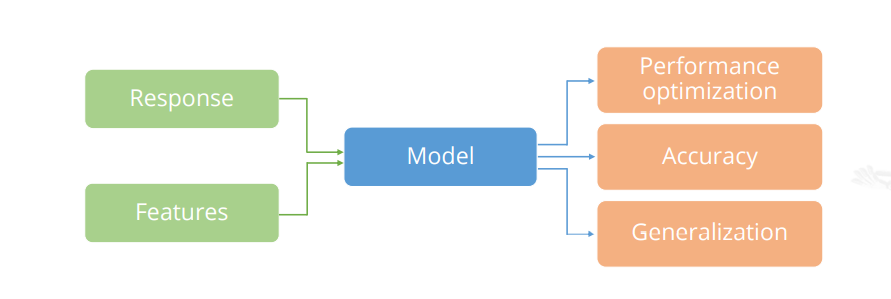 Response
Features
Model
Performance
optimization
Accuracy
Generalization